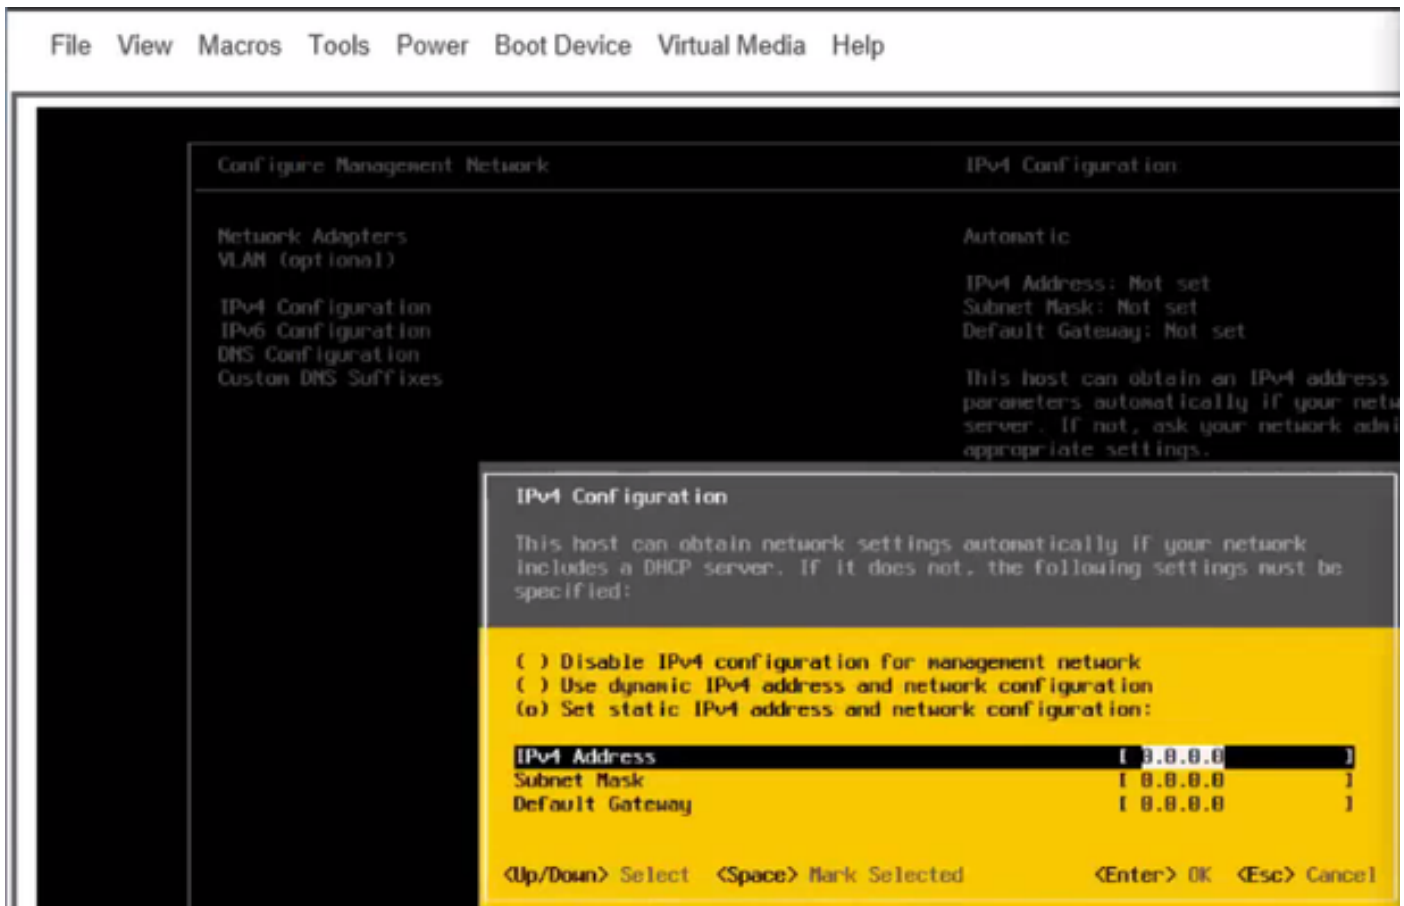 File View Macros Tools Power Boot Device Virtual Media Help
Configure Management Network
IPv4 Configuration
Network Adapters
VLAN (optional)
IPv4 Configuration
IPv6 Configuration
DNS Configuration
Custom DNS Suffixes
Automatic
IPv4 Address: Not set
Subnet Mask: Not set
Default Gateway: Not set
This host can obtain an IPv4 address
parameters automatically if your netw
server. If not, ask your network admi
appropriate settings.
IPv4 Configuration
This host can obtain network settings automatically if your network
includes a DHCP server. If it does not, the following settings must be
specified:
( ) Disable IPv4 configuration for management network
( ) Use dynamic IPv4 address and network configuration
(o) Set static IPv4 address and network configuration:
IPv4 Address [ 0.0.0.0 ]
Subnet Mask [ 0.0.0.0 ]
Default Gateway [ 0.0.0.0 ]
<Up/Down> Select <Space> Mark Selected <Enter> OK <Esc> Cancel